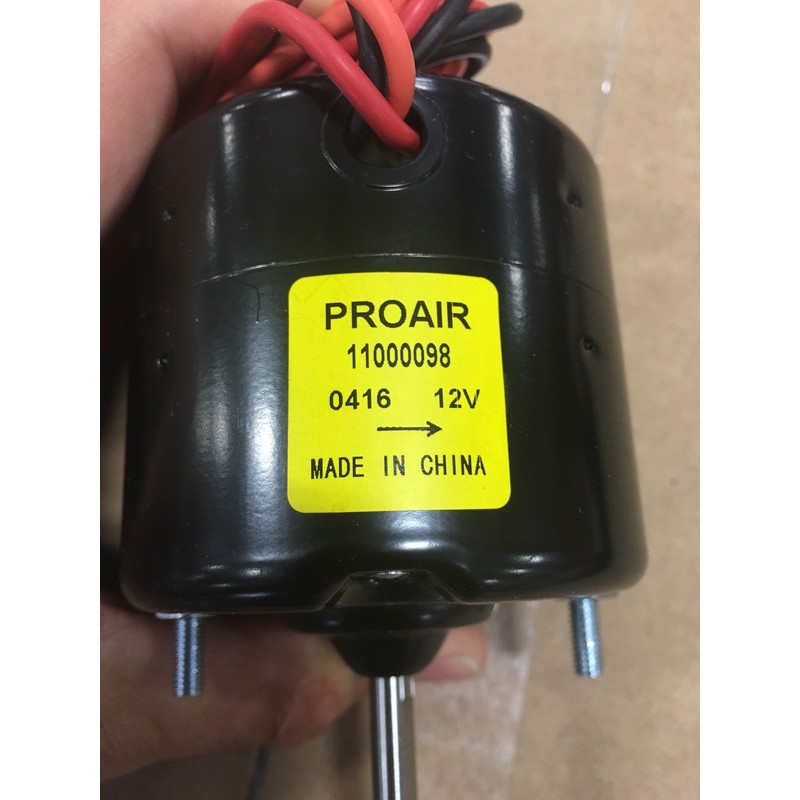 PROAIR
11000098
0416 12V
MADE IN CHINA